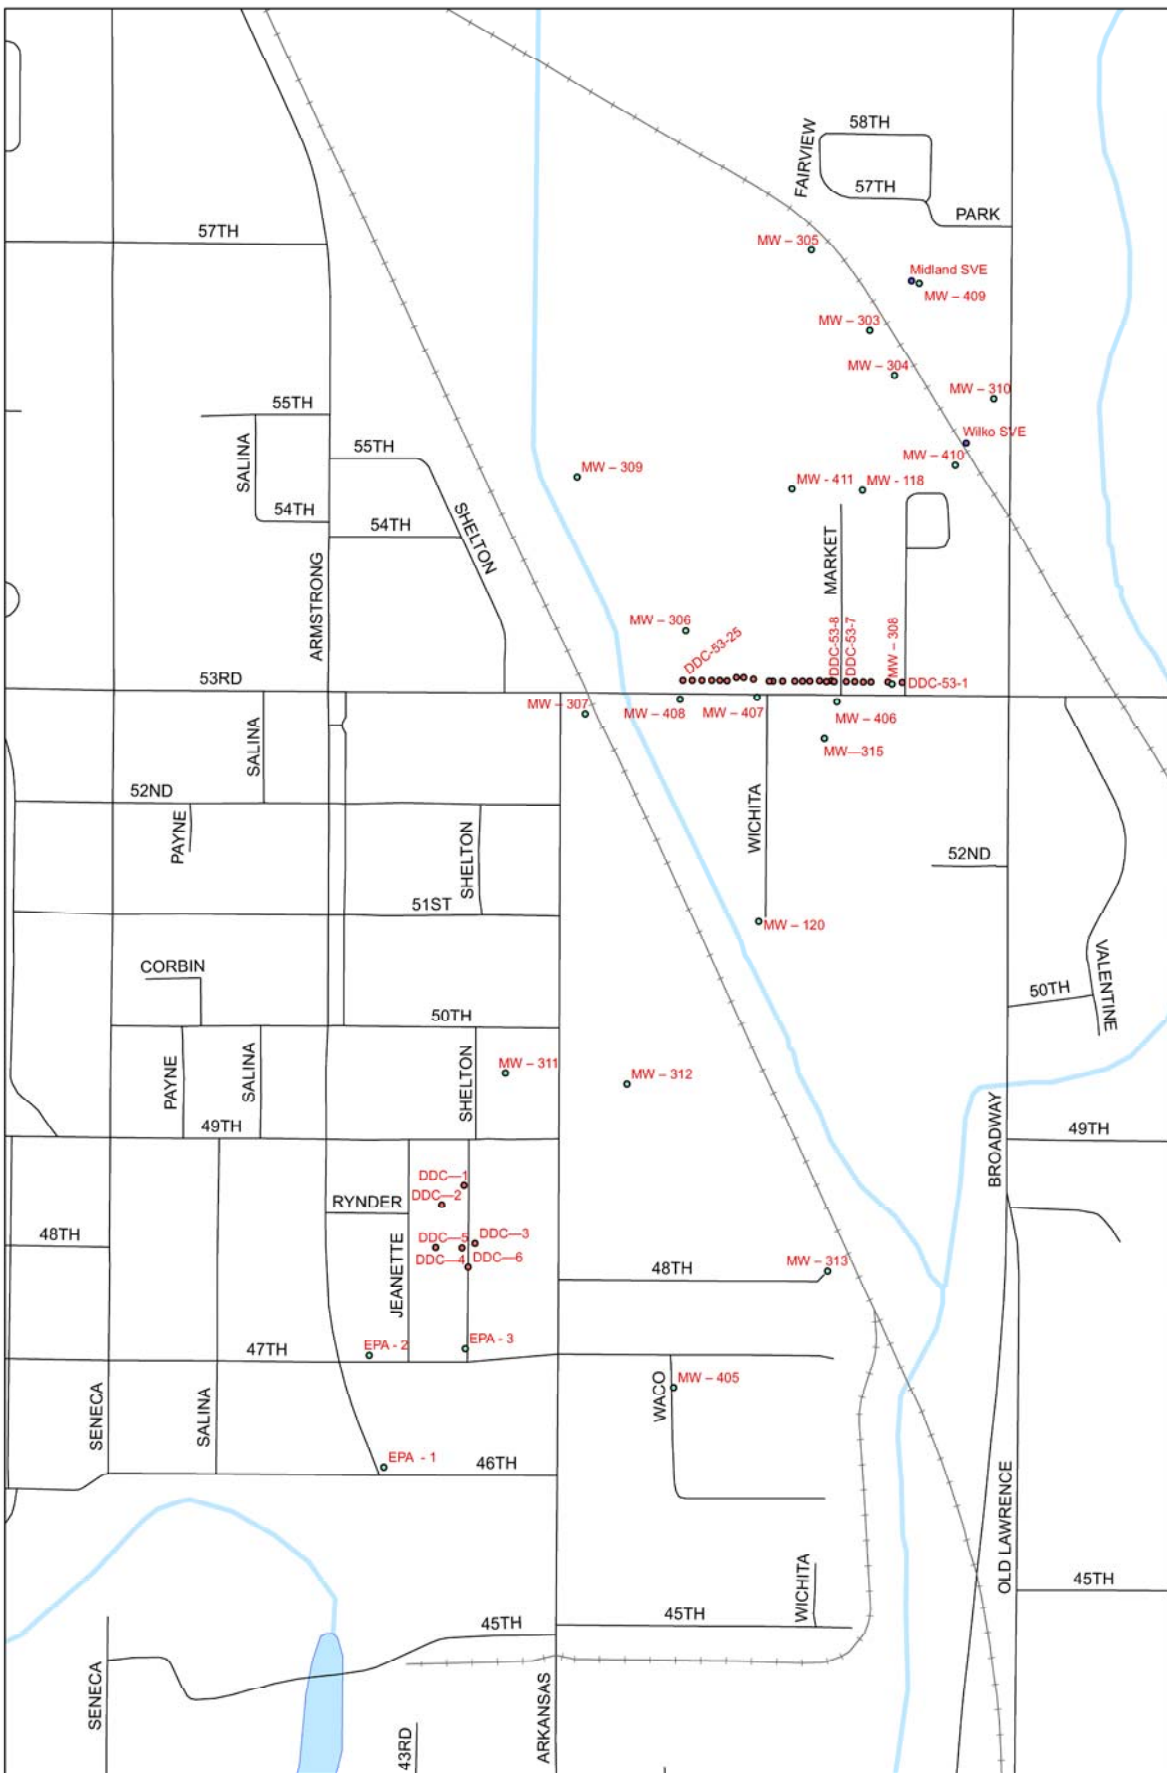 58TH
FAIRVIEW
57TH
PARK
57TH
MW – 305
Midland SVE
MW – 409
MW – 303
MW – 304
MW – 310
55TH
Wilko SVE
SALINA
55TH
MW – 410
MW – 309
MW - 411
MW - 118
54TH
54TH
SHELTON
MARKET
ARMSTRONG
MW – 306
DDC-53-25
DDC-53-8
DDC-53-7
MW – 308
53RD
DDC-53-1
MW – 307
MW – 408
MW – 407
MW – 406
SALINA
MW—315
52ND
PAYNE
SHELTON
WICHITA
52ND
51ST
MW – 120
CORBIN
VALENTINE
50TH
50TH
PAYNE
SALINA
SHELTON
MW – 311
MW – 312
49TH
BROADWAY
49TH
DDC—1
DDC—2
RYNDER
48TH
JEANETTE
DDC—5
DDC—3
DDC—4
DDC—6
MW – 313
48TH
EPA - 2
EPA - 3
47TH
MW – 405
WACO
SENECA
SALINA
EPA - 1
46TH
OLD LAWRENCE
WICHITA
45TH
45TH
45TH
SENECA
ARKANSAS
43RD